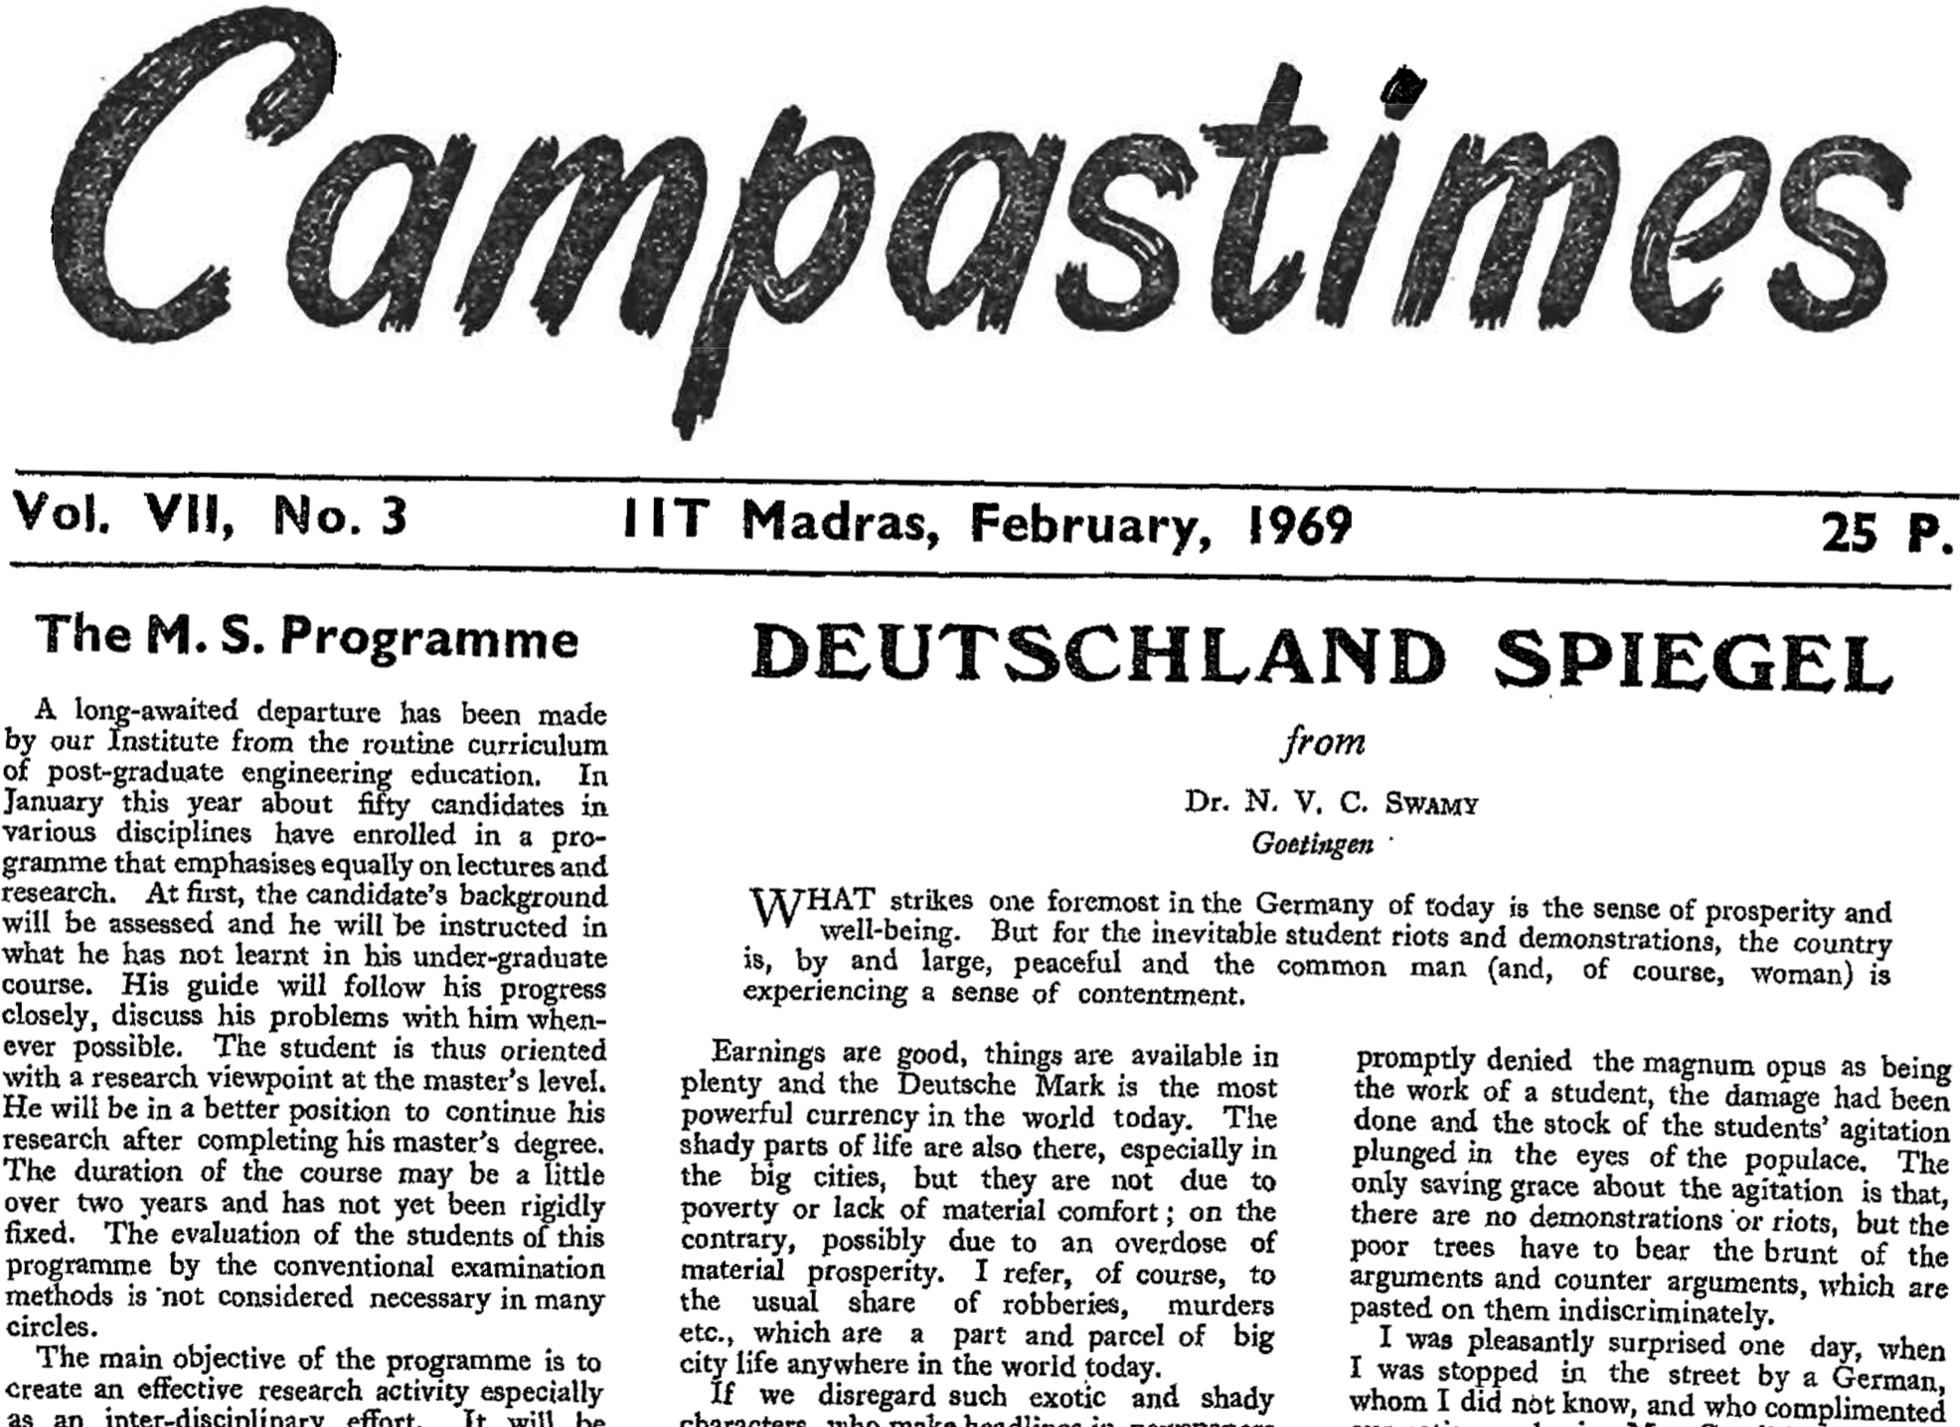 Campastimes
Vol. VII, No. 3 IIT Madras, February, 1969 25 P.
The M. S. Programme
A long-awaited departure has been made
by our Institute from the routine curriculum
of post-graduate engineering education. In
January this year about fifty candidates in
various disciplines have enrolled in a pro-
gramme that emphasises equally on lectures and
research. At first, the candidate's background
will be assessed and he will be instructed in
what he has not learnt in his under-graduate
course. His guide will follow his progress
closely, discuss his problems with him when-
ever possible. The student is thus oriented
with a research viewpoint at the master's level.
He will be in a better position to continue his
research after completing his master's degree.
The duration of the course may be a little
over two years and has not yet been rigidly
fixed. The evaluation of the students of this
programme by the conventional examination
methods is not considered necessary in many
circles.
The main objective of the programme is to
create an effective research activity especially
as an inter-disciplinary effort. It will be
DEUTSCHLAND SPIEGEL
from
Dr. N. V. C. SWAMY
Goetingen
WHAT strikes one foremost in the Germany of today is the sense of prosperity and
well-being. But for the inevitable student riots and demonstrations, the country
is, by and large, peaceful and the common man (and, of course, woman) is
experiencing a sense of contentment.
Earnings are good, things are available in
plenty and the Deutsche Mark is the most
powerful currency in the world today. The
shady parts of life are also there, especially in
the big cities, but they are not due to
poverty or lack of material comfort; on the
contrary, possibly due to an overdose of
material prosperity. I refer, of course, to
the usual share of robberies, murders
etc., which are a part and parcel of big
city life anywhere in the world today.
If we disregard such exotic and shady
characters, who make headlines in newspapers
promptly denied the magnum opus as being
the work of a student, the damage had been
done and the stock of the students' agitation
plunged in the eyes of the populace. The
only saving grace about the agitation is that,
there are no demonstrations or riots, but the
poor trees have to bear the brunt of the
arguments and counter arguments, which are
pasted on them indiscriminately.
I was pleasantly surprised one day, when
I was stopped in the street by a German,
whom I did not know, and who complimented